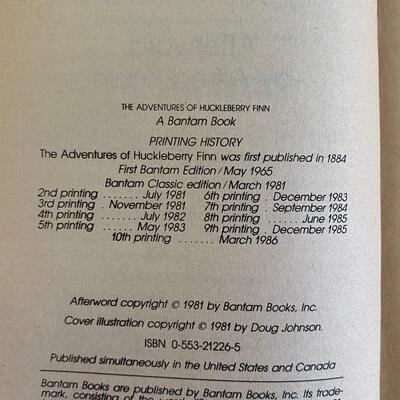 THE ADVENTURES OF HUCKLEBERRY FINN
A Bantam Book
PRINTING HISTORY
The Adventures of Huckleberry Finn was first published in 1884
First Bantam Edition/May 1965
Bantam Classic edition/March 1981
2nd printing ....... July 1981 6th printing . December 1983
3rd printing . November 1981 7th printing . September 1984
4th printing ....... July 1982 8th printing ...... June 1985
5th printing ...... May 1983 9th printing . December 1985
10th printing ......... March 1986
Afterword copyright © 1981 by Bantam Books, Inc.
Cover illustration copyright © 1981 by Doug Johnson.
ISBN 0-553-21226-5
Published simultaneously in the United States and Canada
Bantam Books are published by Bantam Books, Inc. Its trade-
mark, consisting of the